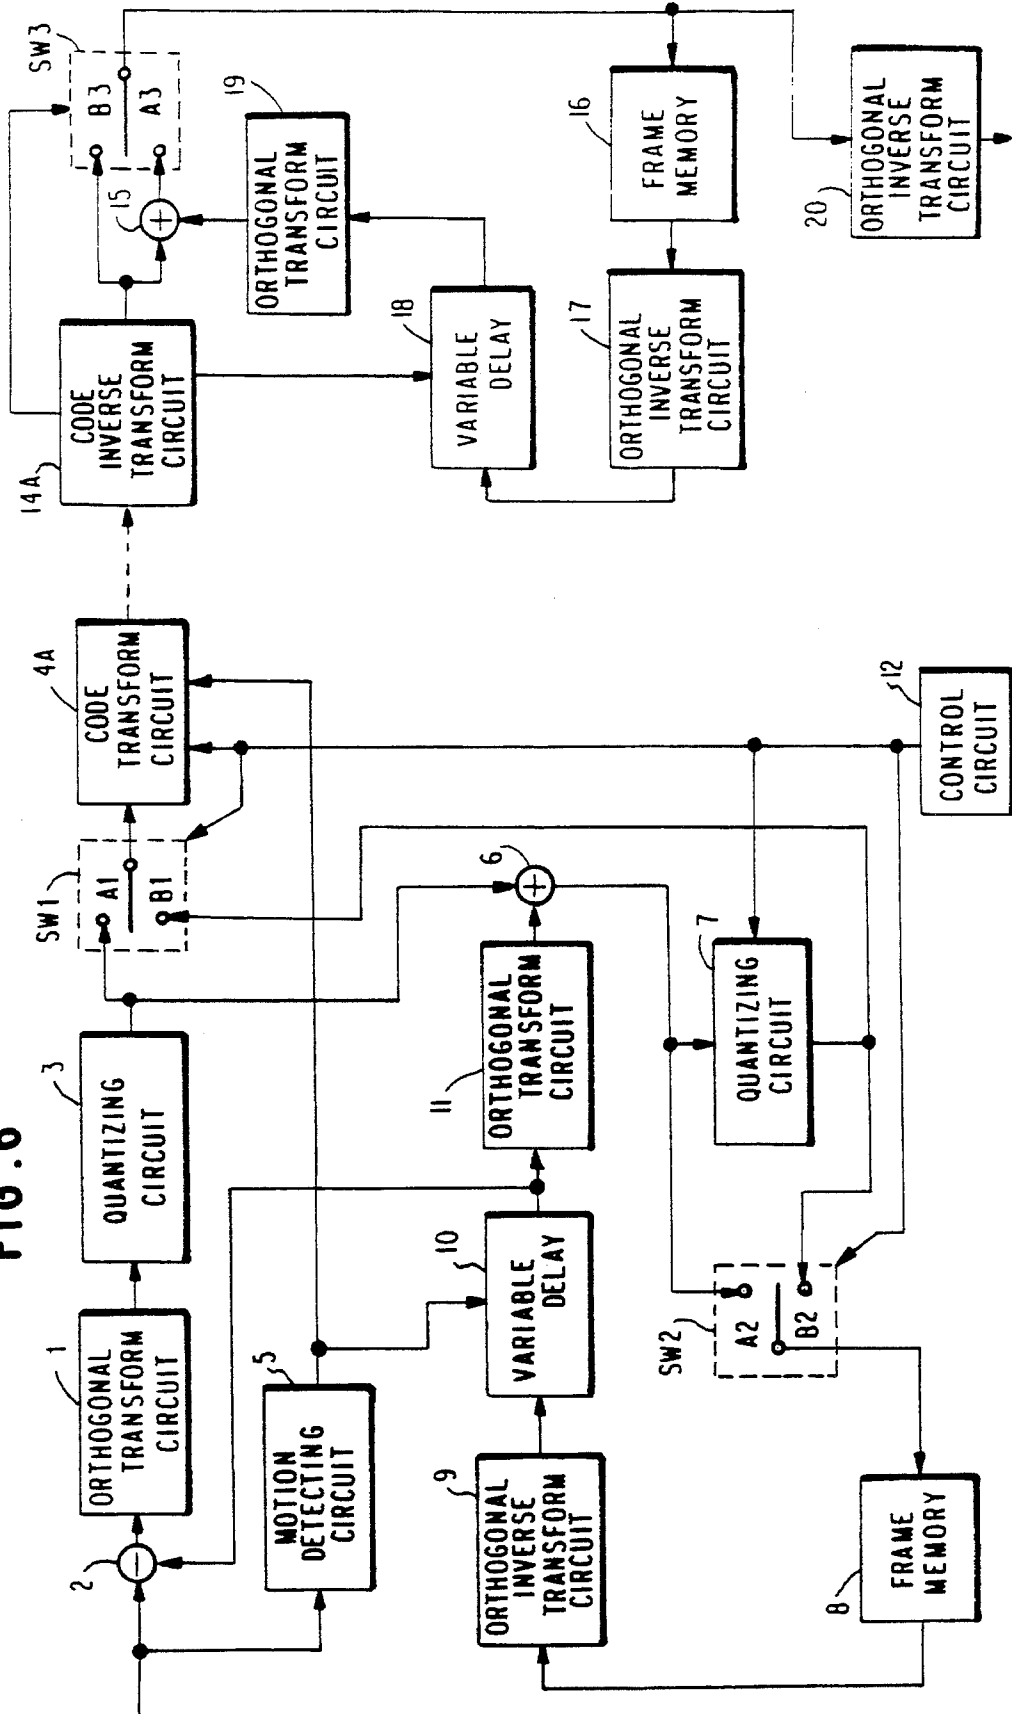 FIG.6
1
ORTHOGONAL
TRANSFORM
CIRCUIT
2
3
QUANTIZING
CIRCUIT
SW1
A1
B1
4A
CODE
TRANSFORM
CIRCUIT
14A
CODE
INVERSE
TRANSFORM
CIRCUIT
SW3
B3
A3
15
19
ORTHOGONAL
TRANSFORM
CIRCUIT
5
MOTION
DETECTING
CIRCUIT
9
ORTHOGONAL
INVERSE
TRANSFORM
CIRCUIT
10
VARIABLE
DELAY
11
ORTHOGONAL
TRANSFORM
CIRCUIT
6
18
VARIABLE
DELAY
17
ORTHOGONAL
INVERSE
TRANSFORM
CIRCUIT
16
FRAME
MEMORY
SW2
A2
B2
7
QUANTIZING
CIRCUIT
8
FRAME
MEMORY
12
CONTROL
CIRCUIT
20
ORTHOGONAL
INVERSE
TRANSFORM
CIRCUIT